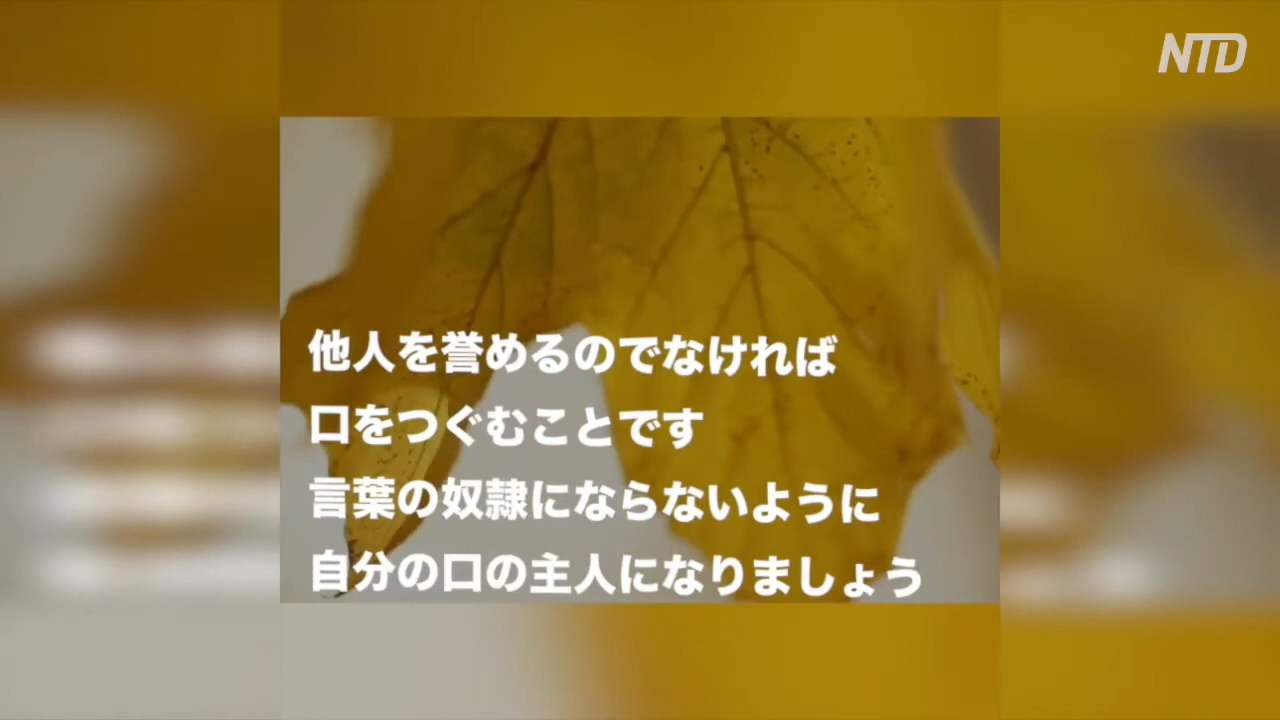 NTD
他人を誉めるのでなければ
口をつぐむことです
言葉の奴隷にならないように
自分の口の主人になりましょう